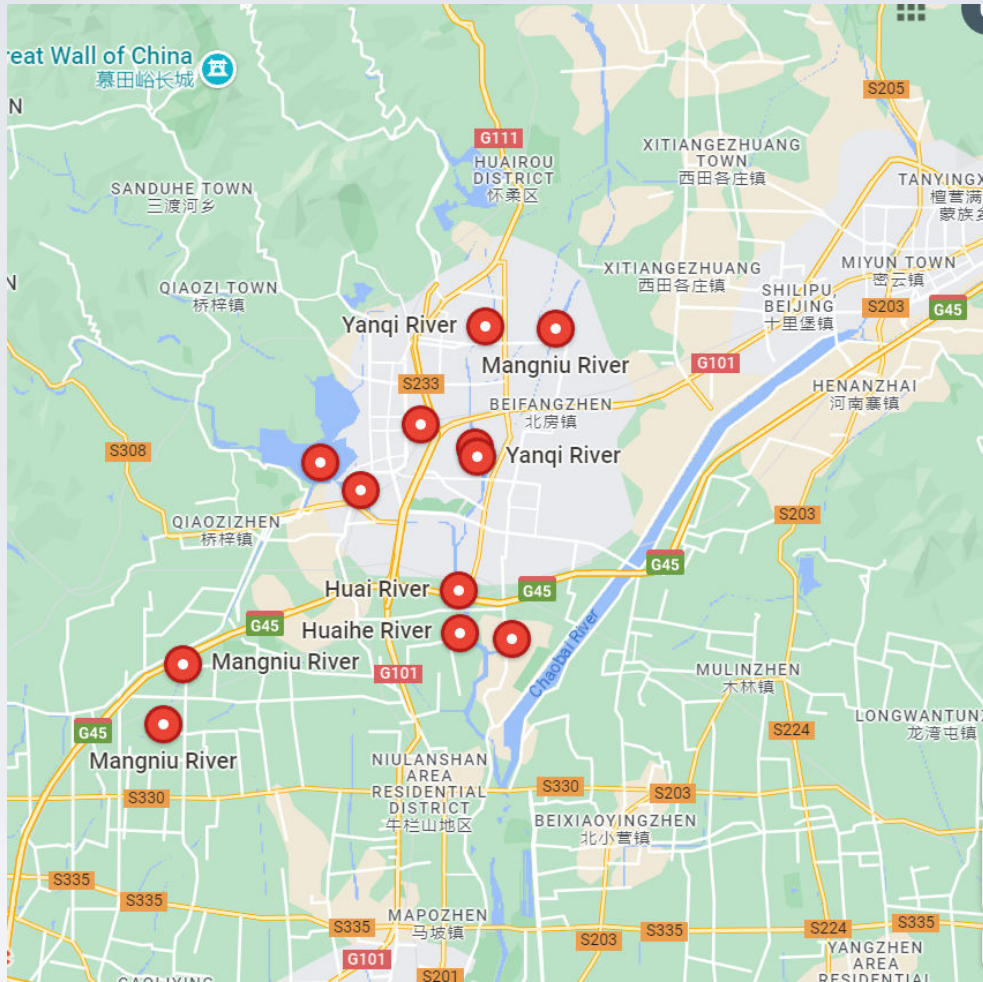 reat Wall of China
慕田峪长城
N
S205
G111
HUAIROU
DISTRICT
怀柔区
XITIANGEZHUANG
TOWN
西田各庄镇
SANDUHE TOWN
三渡河乡
TANYINGX
檀营满
蒙族乡
N
QIAOZI TOWN
桥梓镇
XITIANGEZHUANG
西田各庄镇
MIYUN TOWN
密云镇
SHILIPU,
BEIJING
十里堡镇
S203
G45
Yanqi River
Mangniu River
G101
S233
HENANZHAI
河南寨镇
BEIFANGZHEN
北房镇
S308
Yanqi River
QIAOZIZHEN
桥梓镇
S203
G45
Huai River
G45
G45
Huaihe River
Chaobai River
Mangniu River
G101
MULINZHEN
木林镇
G45
Mangniu River
S224
LONGWANTUNZ
龙湾屯镇
NIULANSHAN
AREA
RESIDENTIAL
DISTRICT
牛栏山地区
S330
S330
S203
BEIXIAOYINGZHEN
北小营镇
S335
S335
MAPOZHEN
马坡镇
S335
S203
S335
S224
S335
G101
S201
YANGZHEN
AREA
RESIDENTIAL
GAOLIYING